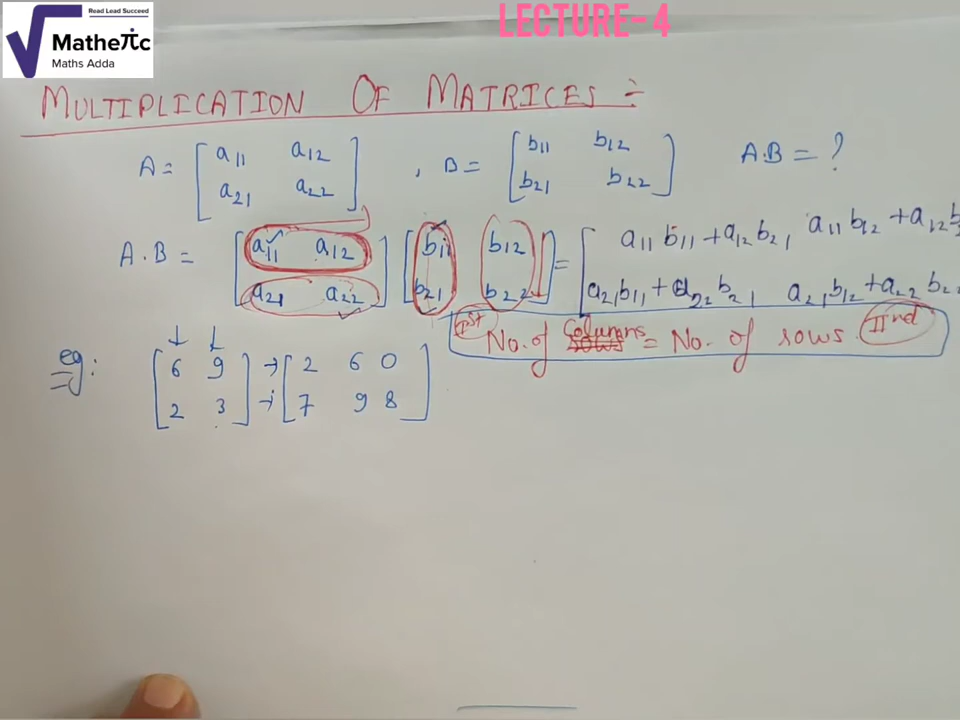 Read Lead Succeed
Matheπc
Maths Adda
LECTURE-4
MULTIPLICATION OF MATRICES :-
A = [ a11 a12 , B = [ b11 b12 A.B = ?
a21 a22 ] b21 b22 ]
A.B = [ a11 a12 ] [ b11 b12 ] = [ a11 b11 + a12 b21 a11 b12 + a12 b
a21 a22 b21 b22 a21 b11 + a22 b21 a21 b12 + a22 b2
Ist No. of columns = No. of rows IInd
eg: [ 6 9 ] → [ 2 6 0 ]
2 3 → 7 9 8